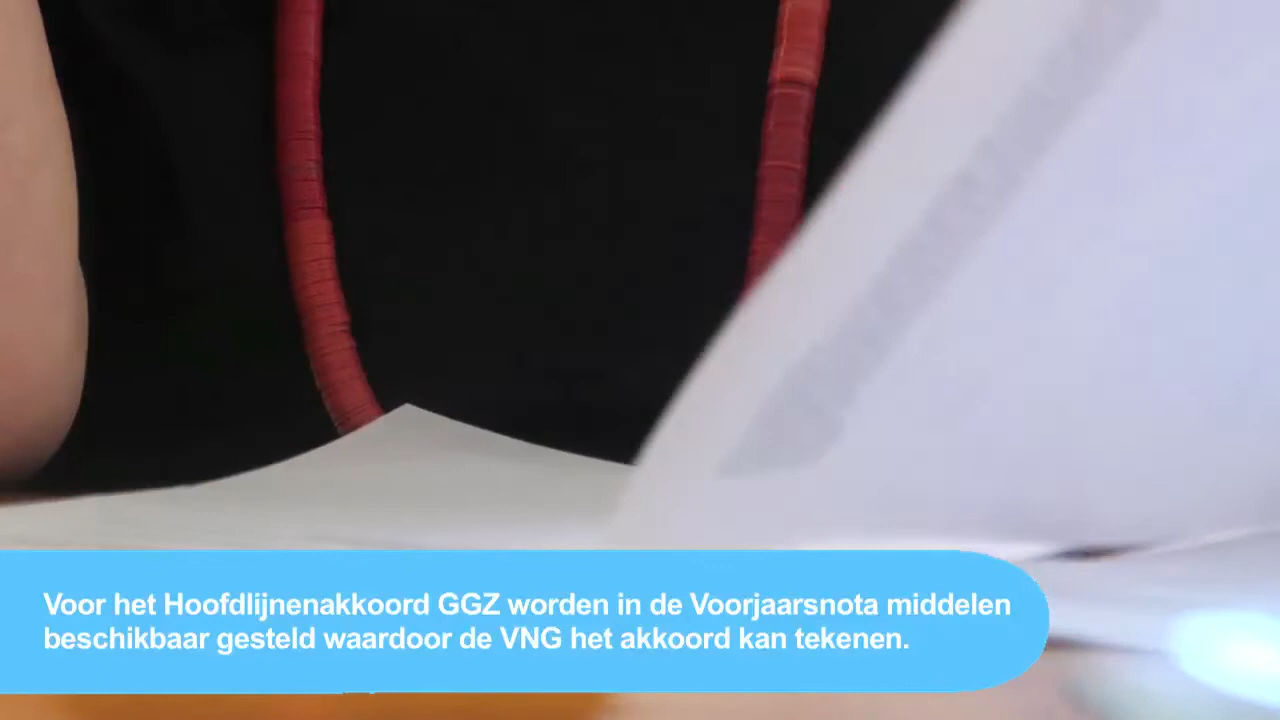 Voor het Hoofdlijnenakkoord GGZ worden in de Voorjaarsnota middelen
beschikbaar gesteld waardoor de VNG het akkoord kan tekenen.